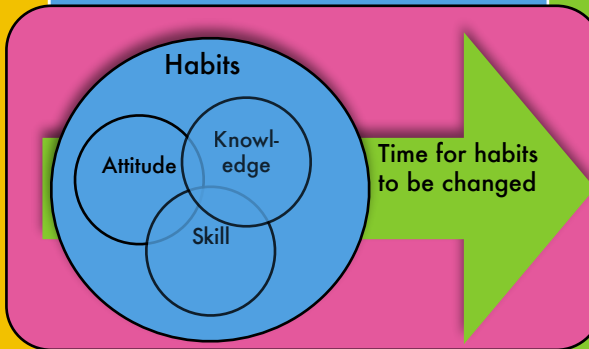 Habits
Attitude
Knowl-
edge
Skill
Time for habits
to be changed